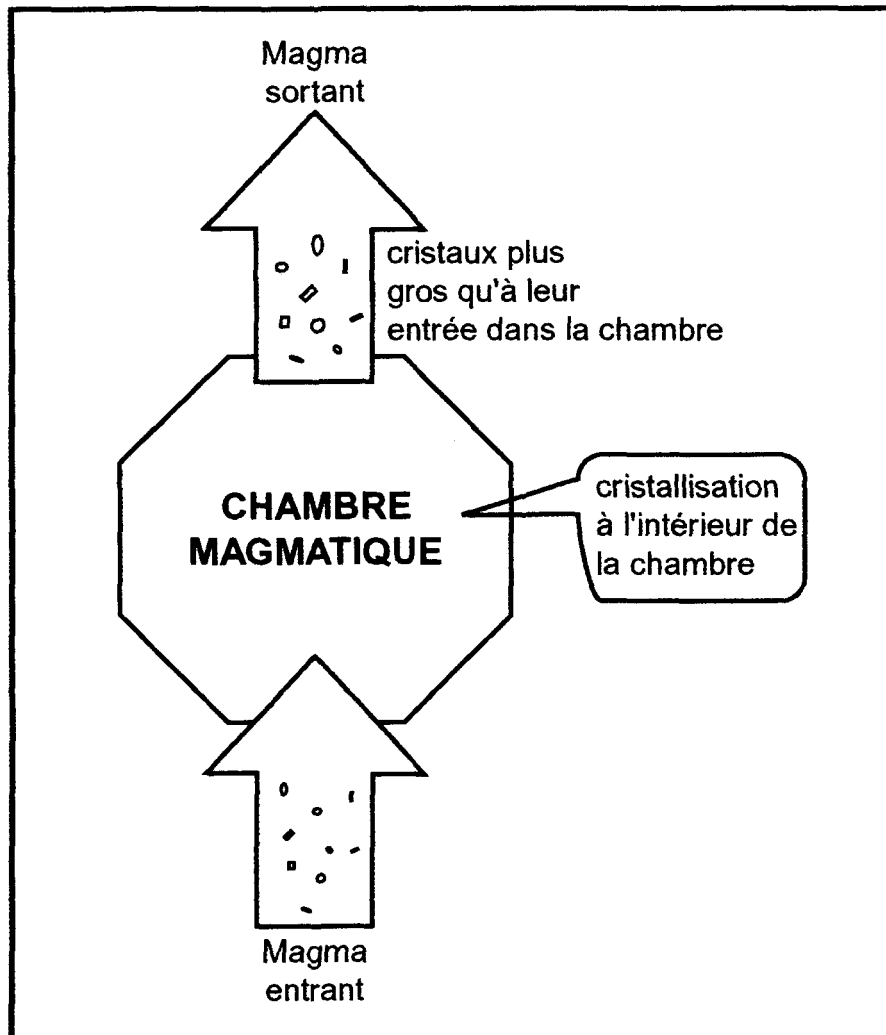 Magma
sortant
cristaux plus
gros qu'à leur
entrée dans la chambre
CHAMBRE
MAGMATIQUE
cristallisation
à l'intérieur de
la chambre
Magma
entrant